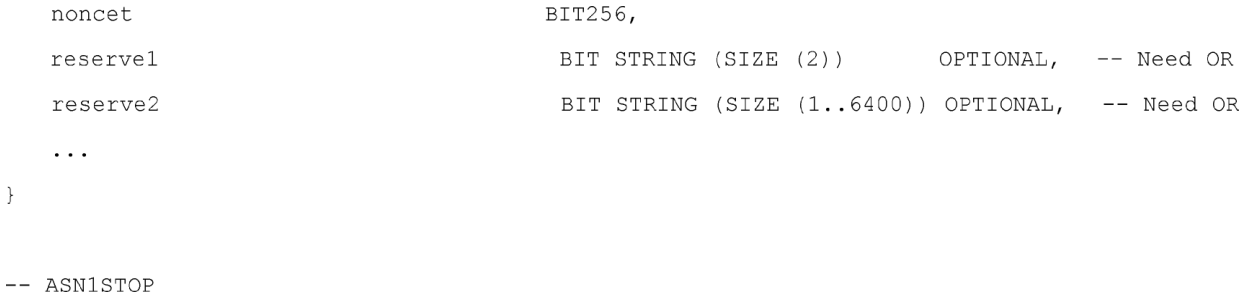 noncet BIT256,
reserve1 BIT STRING (SIZE (2)) OPTIONAL, -- Need OR
reserve2 BIT STRING (SIZE (1..6400)) OPTIONAL, -- Need OR
...
}
-- ASN1STOP